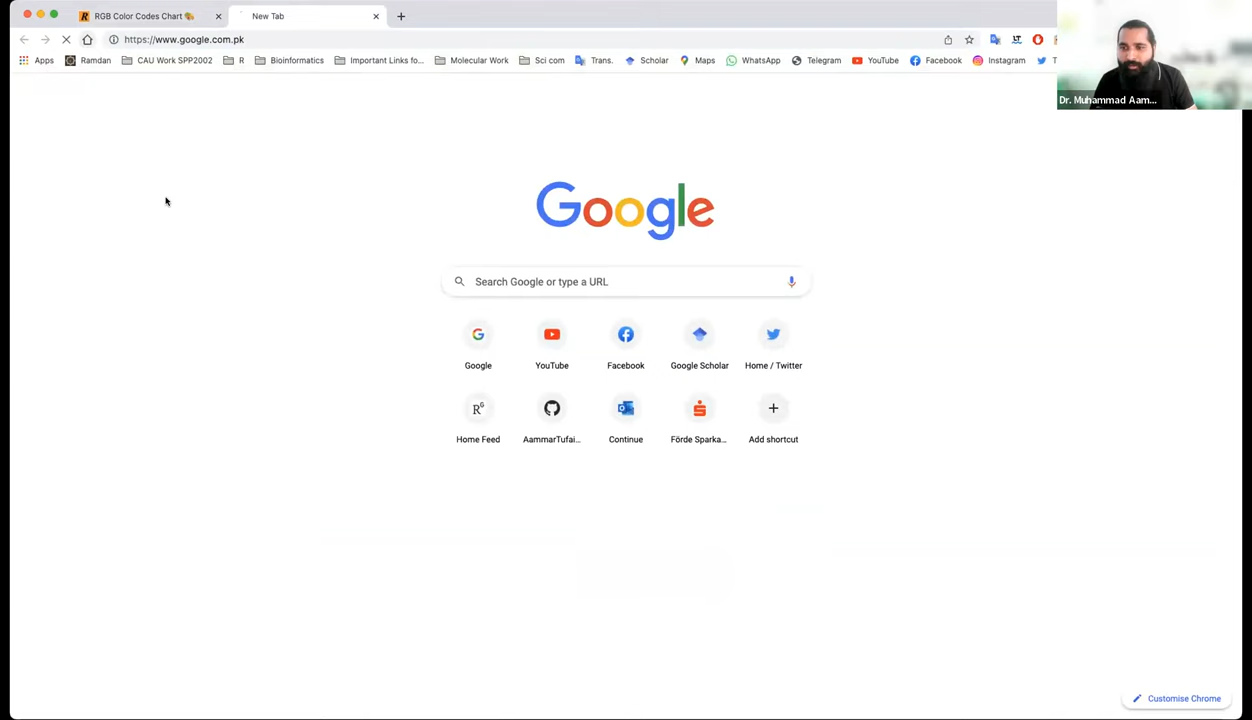 RGB Color Codes Chart 🎨
New Tab
https://www.google.com.pk
Apps Ramdan CAU Work SPP2002 R Bioinformatics Important Links fo... Molecular Work Sci com Trans. Scholar Maps WhatsApp Telegram YouTube Facebook Instagram T
Dr. Muhammad Aam...
Google
Search Google or type a URL
Google YouTube Facebook Google Scholar Home / Twitter
Home Feed AammarTufai... Continue Förde Sparka... Add shortcut
Customise Chrome